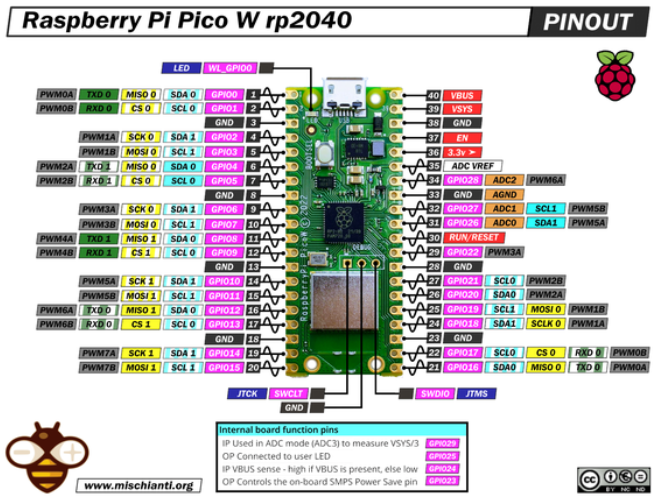 Raspberry Pi Pico W rp2040
PINOUT
LED WL_GPIO0
PWM0A TXD 0 MISO 0 SDA 0 GPIO0 1
PWM0B RXD 0 CS 0 SCL 0 GPIO1 2
GND 3
PWM1A SCK 0 SDA 1 GPIO2 4
PWM1B MOSI 0 SCL 1 GPIO3 5
PWM2A TXD 1 MISO 0 SDA 0 GPIO4 6
PWM2B RXD 1 CS 0 SCL 0 GPIO5 7
GND 8
PWM3A SCK 0 SDA 1 GPIO6 9
PWM3B MOSI 0 SCL 1 GPIO7 10
PWM4A TXD 1 MISO 1 SDA 0 GPIO8 11
PWM4B RXD 1 CS 1 SCL 0 GPIO9 12
GND 13
PWM5A SCK 1 SDA 1 GPIO10 14
PWM5B MOSI 1 SCL 1 GPIO11 15
PWM6A TXD 0 MISO 1 SDA 0 GPIO12 16
PWM6B RXD 0 CS 1 SCL 0 GPIO13 17
GND 18
PWM7A SCK 1 SDA 1 GPIO14 19
PWM7B MOSI 1 SCL 1 GPIO15 20
LED
USB
BOOTSEL
Raspberry Pi Pico W © 2022
DEBUG
40 VBUS
39 VSYS
38 GND
37 EN
36 3.3v ➤
35 ADC VREF
34 GPIO28 ADC2 PWM6A
33 GND AGND
32 GPIO27 ADC1 SCL1 PWM5B
31 GPIO26 ADC0 SDA1 PWM5A
30 RUN/RESET
29 GPIO22 PWM3A
28 GND
27 GPIO21 SCL0 PWM2B
26 GPIO20 SDA0 PWM2A
25 GPIO19 SCL1 MOSI 0 PWM1B
24 GPIO18 SDA1 SCLK 0 PWM1A
23 GND
22 GPIO17 SCL0 CS 0 RXD 0 PWM0B
21 GPIO16 SDA0 MISO 0 TXD 0 PWM0A
JTCK SWCLT
GND
SWDIO JTMS
Internal board function pins
IP Used in ADC mode (ADC3) to measure VSYS/3 GPIO29
OP Connected to user LED GPIO25
IP VBUS sense - high if VBUS is present, else low GPIO24
OP Controls the on-board SMPS Power Save pin GPIO23
www.mischianti.org
cc BY NC ND